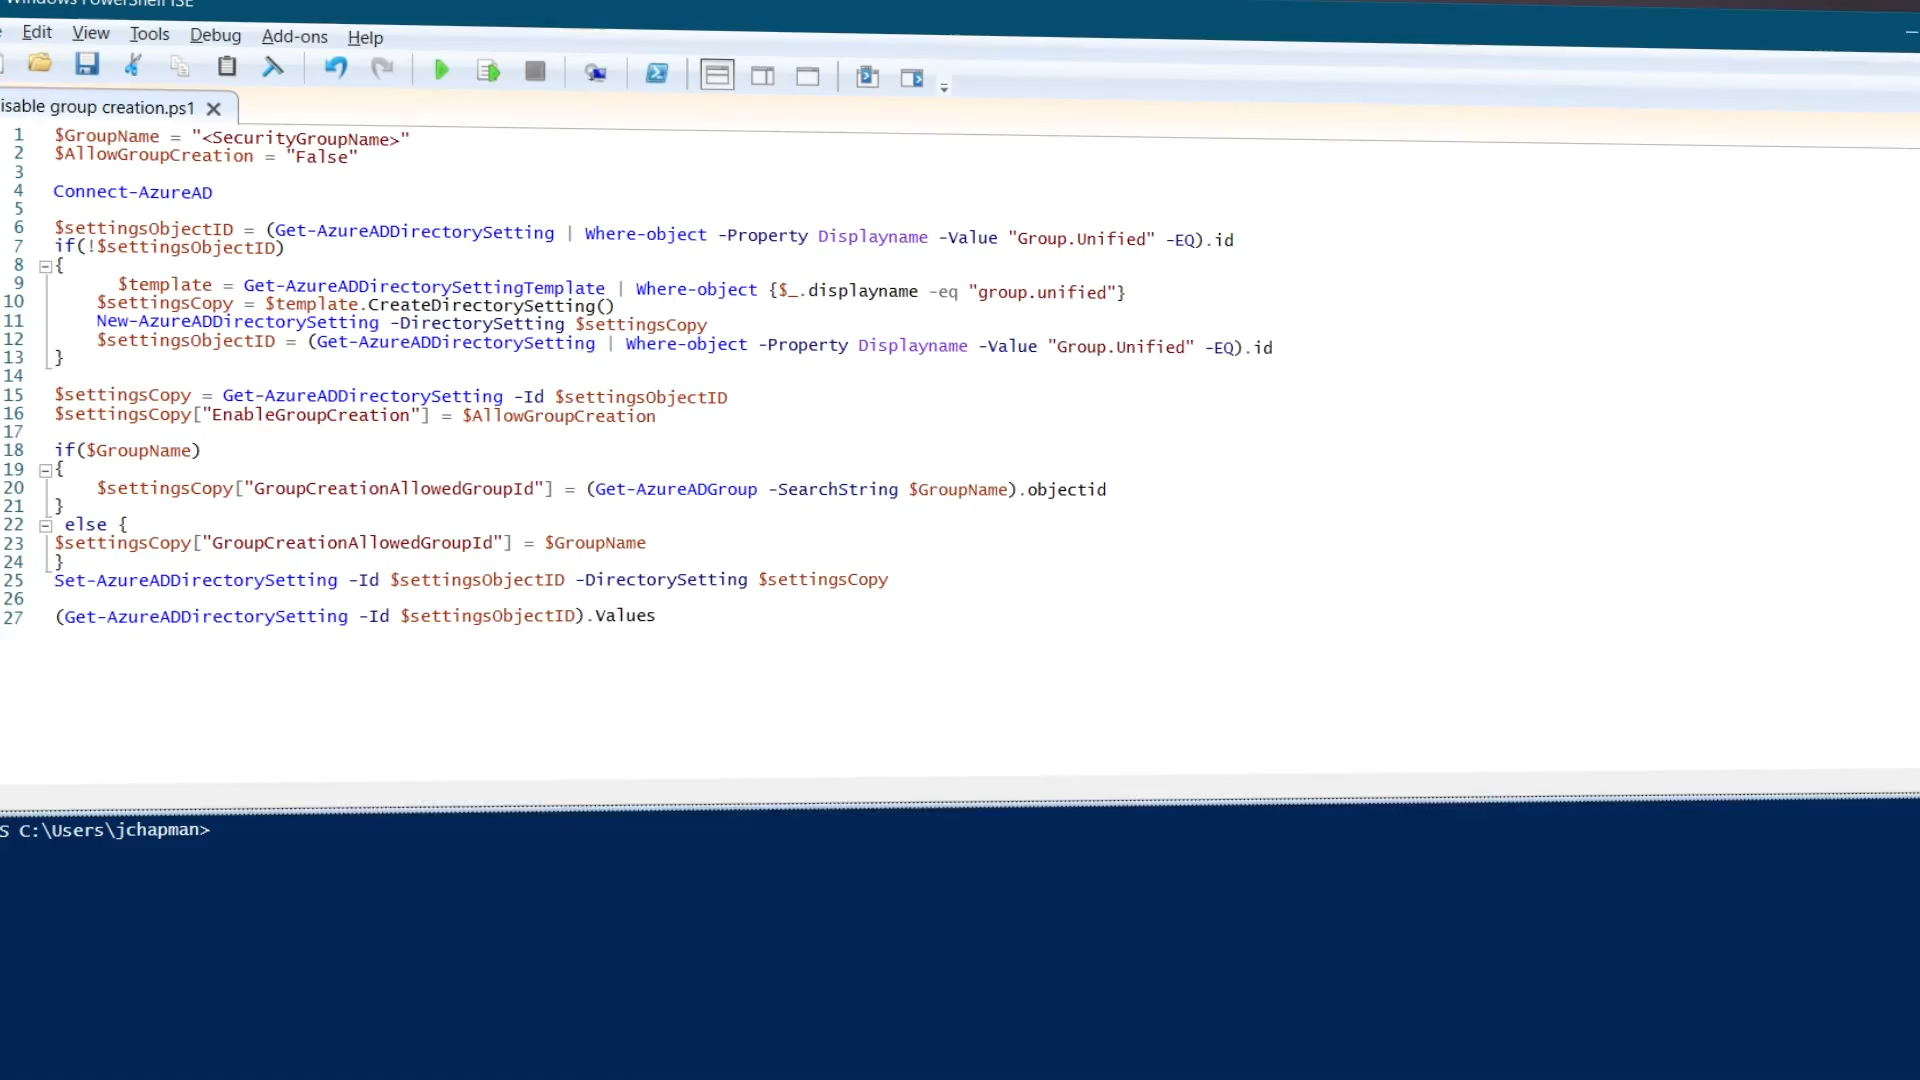 Windows PowerShell ISE
Edit View Tools Debug Add-ons Help
isable group creation.ps1
1 $GroupName = "<SecurityGroupName>"
2 $AllowGroupCreation = "False"
3
4 Connect-AzureAD
5
6 $settingsObjectID = (Get-AzureADDirectorySetting | Where-object -Property Displayname -Value "Group.Unified" -EQ).id
7 if(!$settingsObjectID)
8 {
9 $template = Get-AzureADDirectorySettingTemplate | Where-object {$_.displayname -eq "group.unified"}
10 $settingsCopy = $template.CreateDirectorySetting()
11 New-AzureADDirectorySetting -DirectorySetting $settingsCopy
12 $settingsObjectID = (Get-AzureADDirectorySetting | Where-object -Property Displayname -Value "Group.Unified" -EQ).id
13 }
14
15 $settingsCopy = Get-AzureADDirectorySetting -Id $settingsObjectID
16 $settingsCopy["EnableGroupCreation"] = $AllowGroupCreation
17
18 if($GroupName)
19 {
20 $settingsCopy["GroupCreationAllowedGroupId"] = (Get-AzureADGroup -SearchString $GroupName).objectid
21 }
22 else {
23 $settingsCopy["GroupCreationAllowedGroupId"] = $GroupName
24 }
25 Set-AzureADDirectorySetting -Id $settingsObjectID -DirectorySetting $settingsCopy
26
27 (Get-AzureADDirectorySetting -Id $settingsObjectID).Values
S C:\Users\jchapman>